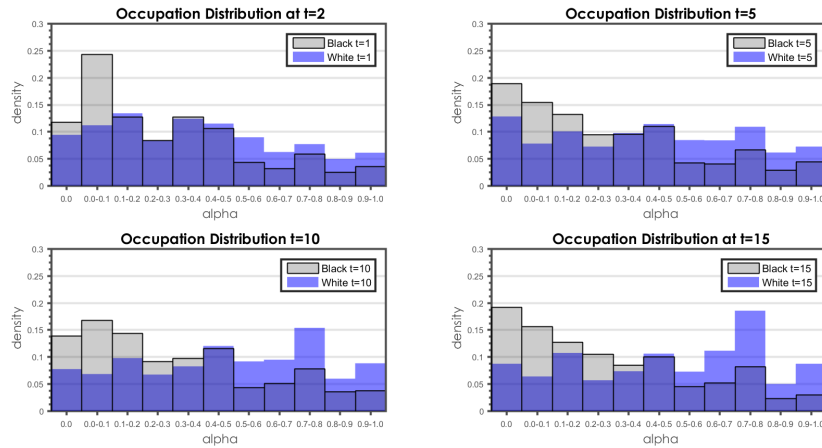 Occupation Distribution at t=2
0.3
0.25
0.2
0.15
0.1
0.05
0
density
Black t=1
White t=1
0.0 0.0-0.1 0.1-0.2 0.2-0.3 0.3-0.4 0.4-0.5 0.5-0.6 0.6-0.7 0.7-0.8 0.8-0.9 0.9-1.0
alpha
Occupation Distribution at t=5
0.3
0.25
0.2
0.15
0.1
0.05
0
density
Black t=5
White t=5
0.0 0.0-0.1 0.1-0.2 0.2-0.3 0.3-0.4 0.4-0.5 0.5-0.6 0.6-0.7 0.7-0.8 0.8-0.9 0.9-1.0
alpha
Occupation Distribution t=10
0.3
0.25
0.2
0.15
0.1
0.05
0
density
Black t=10
White t=10
0.0 0.0-0.1 0.1-0.2 0.2-0.3 0.3-0.4 0.4-0.5 0.5-0.6 0.6-0.7 0.7-0.8 0.8-0.9 0.9-1.0
alpha
Occupation Distribution at t=15
0.3
0.25
0.2
0.15
0.1
0.05
0
density
Black t=15
White t=15
0.0 0.0-0.1 0.1-0.2 0.2-0.3 0.3-0.4 0.4-0.5 0.5-0.6 0.6-0.7 0.7-0.8 0.8-0.9 0.9-1.0
alpha